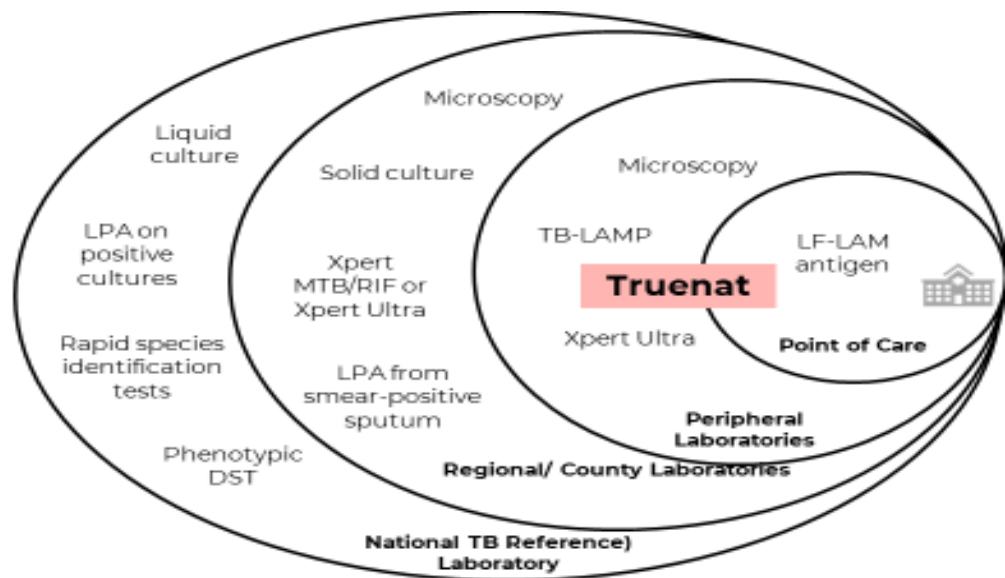 Liquid
culture
LPA on
positive
cultures
Rapid species
identification
tests
Phenotypic
DST
National TB Reference)
Laboratory
Microscopy
Solid culture
Xpert
MTB/RIF or
Xpert Ultra
LPA from
smear-positive
sputum
Regional/ County Laboratories
Microscopy
TB-LAMP
Truenat
Xpert Ultra
Peripheral
Laboratories
LF-LAM
antigen
Point of Care